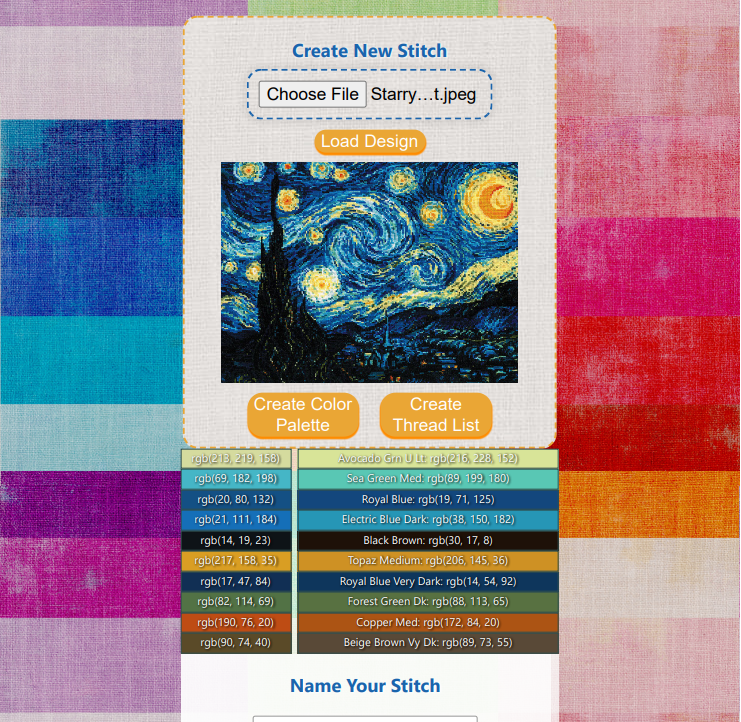 Create New Stitch
Choose File Starry…t.jpeg
Load Design
Create Color
Palette
Create
Thread List
rgb(213, 219, 158) Avocado Grn U Lt: rgb(216, 228, 152)
rgb(69, 182, 198) Sea Green Med: rgb(89, 199, 180)
rgb(20, 80, 132) Royal Blue: rgb(19, 71, 125)
rgb(21, 111, 184) Electric Blue Dark: rgb(38, 150, 182)
rgb(14, 19, 23) Black Brown: rgb(30, 17, 8)
rgb(217, 158, 35) Topaz Medium: rgb(206, 145, 36)
rgb(17, 47, 84) Royal Blue Very Dark: rgb(14, 54, 92)
rgb(82, 114, 69) Forest Green Dk: rgb(88, 113, 65)
rgb(190, 76, 20) Copper Med: rgb(172, 84, 20)
rgb(90, 74, 40) Beige Brown Vy Dk: rgb(89, 73, 55)
Name Your Stitch